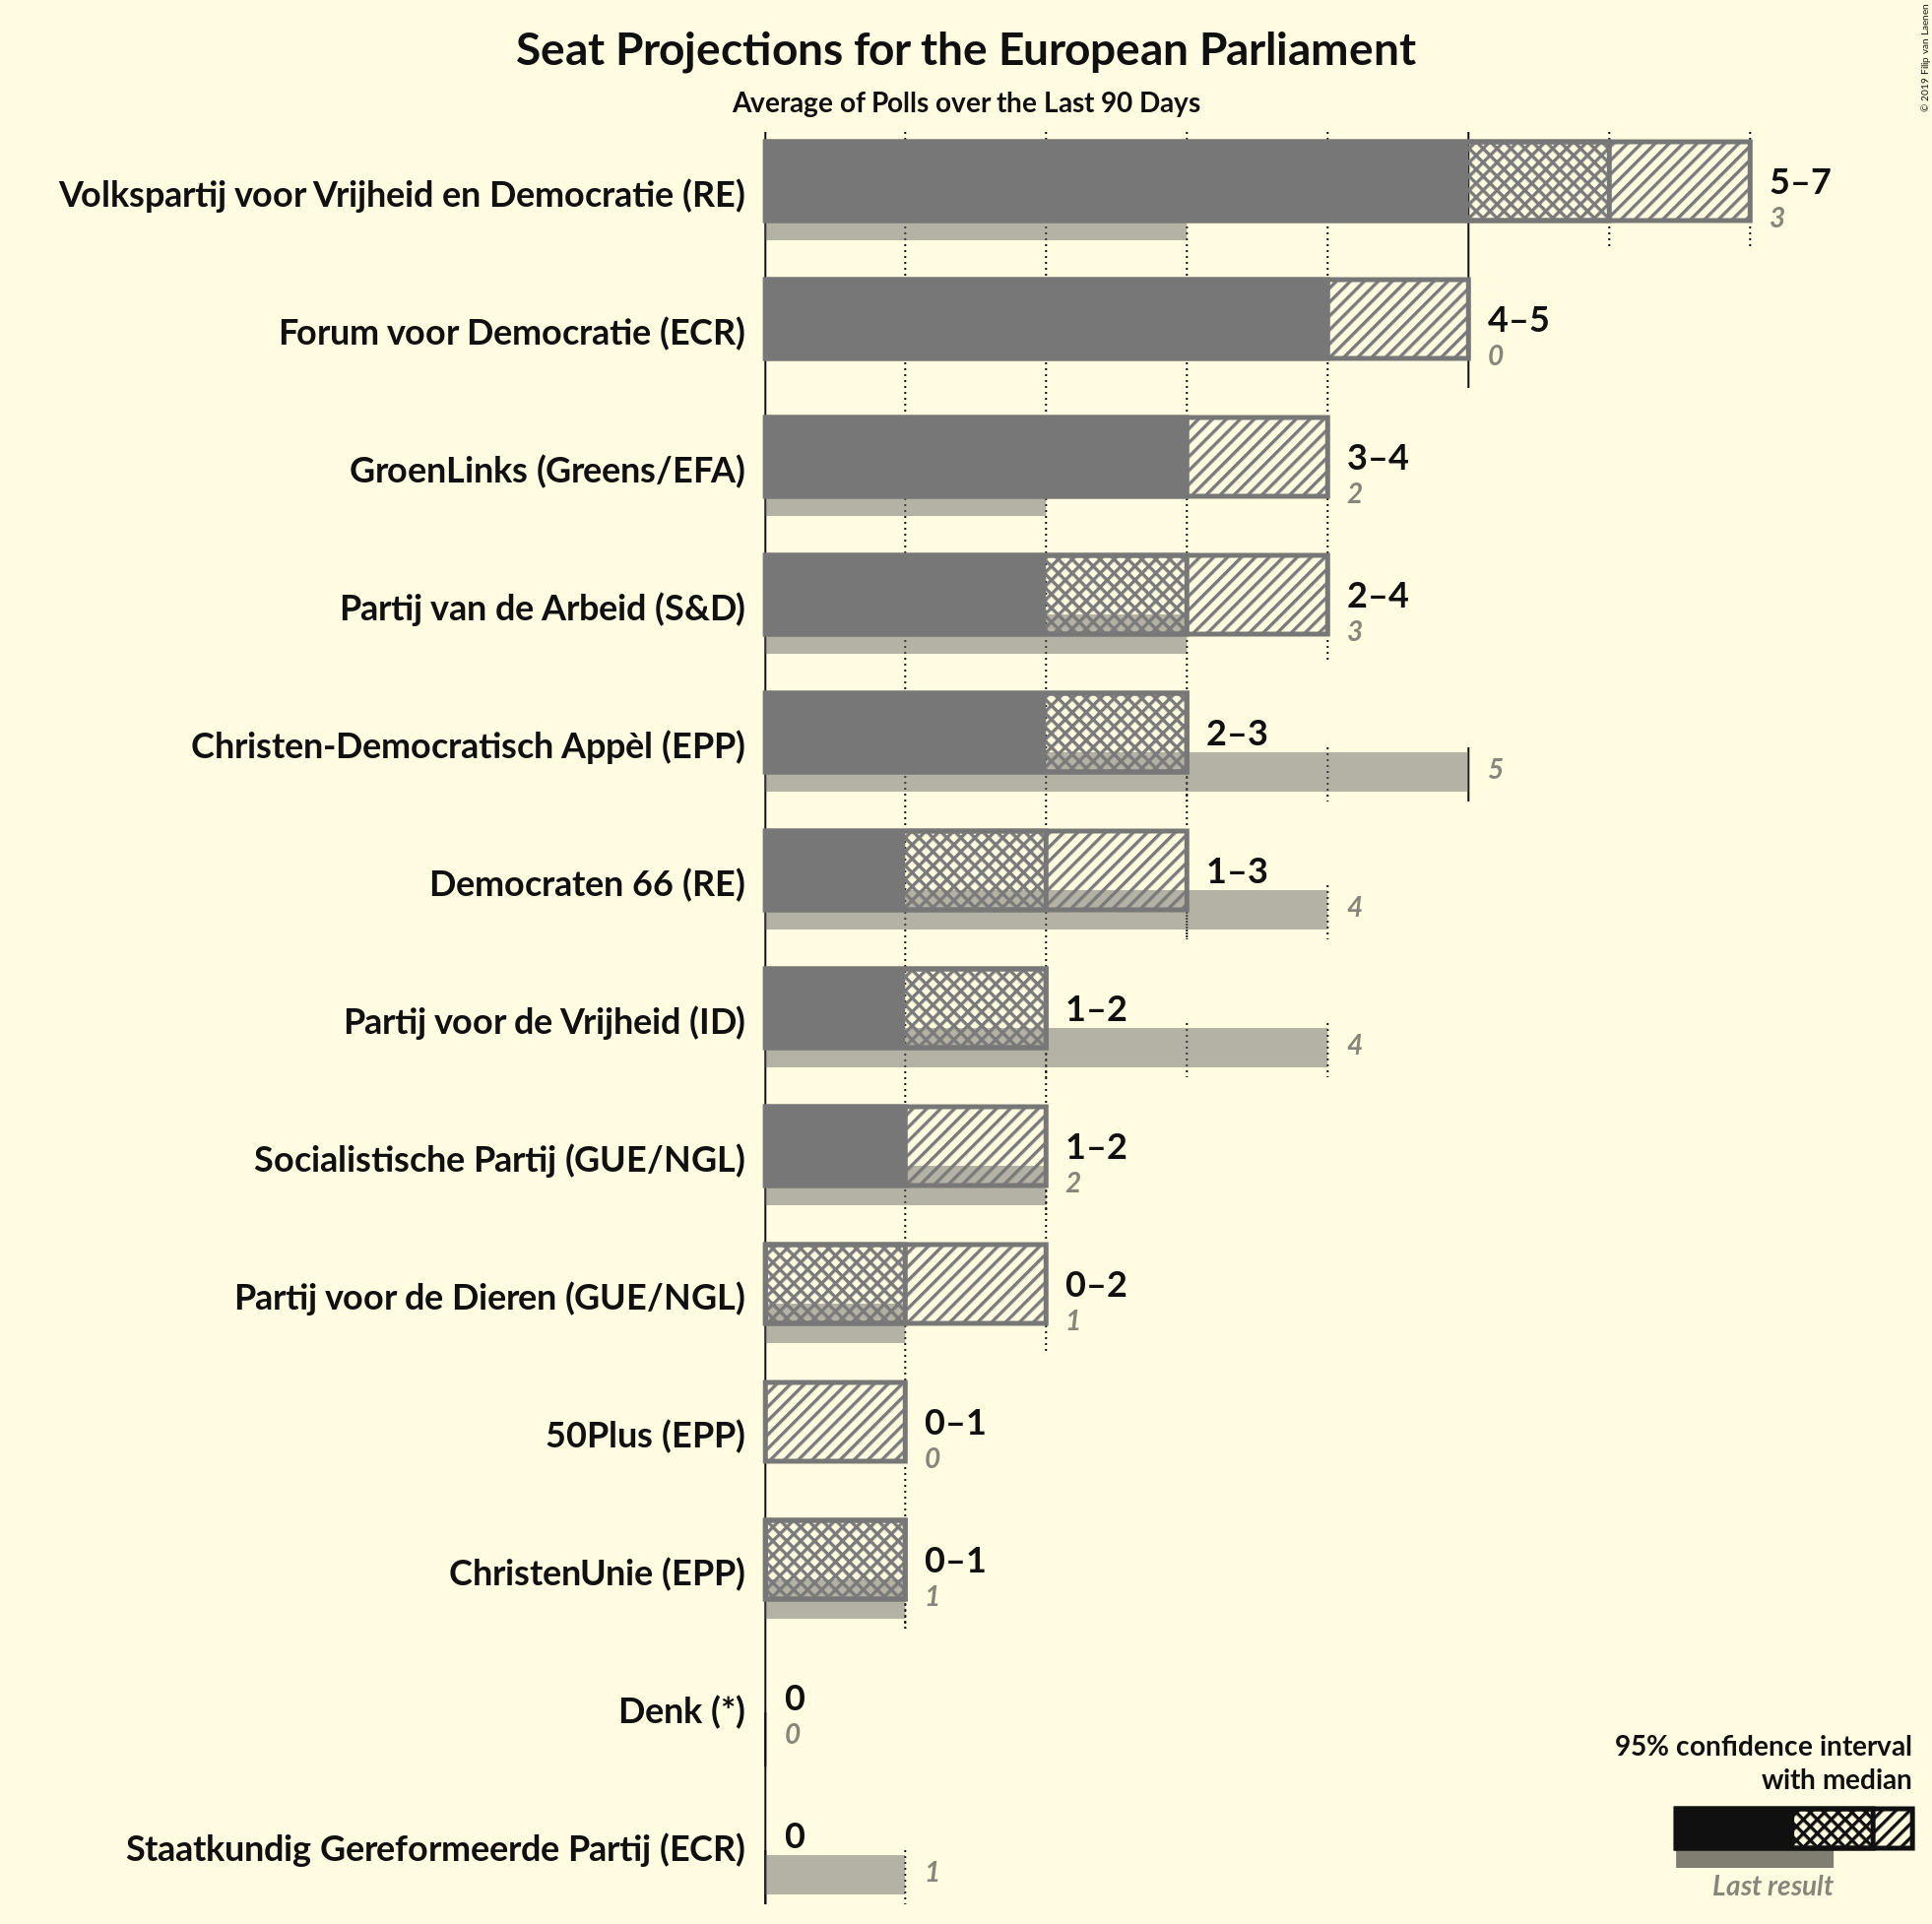 Seat Projections for the European Parliament
Average of Polls over the Last 90 Days
© 2019 Filip van Laenen
Volkspartij voor Vrijheid en Democratie (RE)
5–7
3
Forum voor Democratie (ECR)
4–5
0
GroenLinks (Greens/EFA)
3–4
2
Partij van de Arbeid (S&D)
2–4
3
Christen-Democratisch Appèl (EPP)
2–3
5
Democraten 66 (RE)
1–3
4
Partij voor de Vrijheid (ID)
1–2
4
Socialistische Partij (GUE/NGL)
1–2
2
Partij voor de Dieren (GUE/NGL)
0–2
1
50Plus (EPP)
0–1
0
ChristenUnie (EPP)
0–1
1
Denk (*)
0
0
Staatkundig Gereformeerde Partij (ECR)
0
1
95% confidence interval
with median
Last result